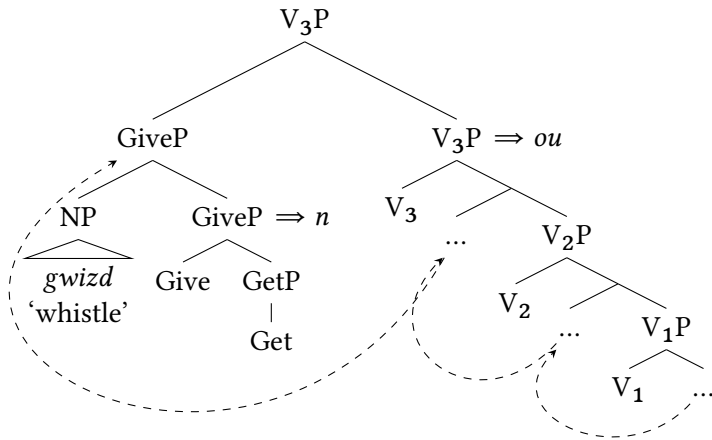 V₃P
GiveP V₃P ⇒ ou
NP GiveP ⇒ n V₃ ... V₂P
gwizd Give GetP V₂ ... V₁P
‘whistle’ Get V₁ ...